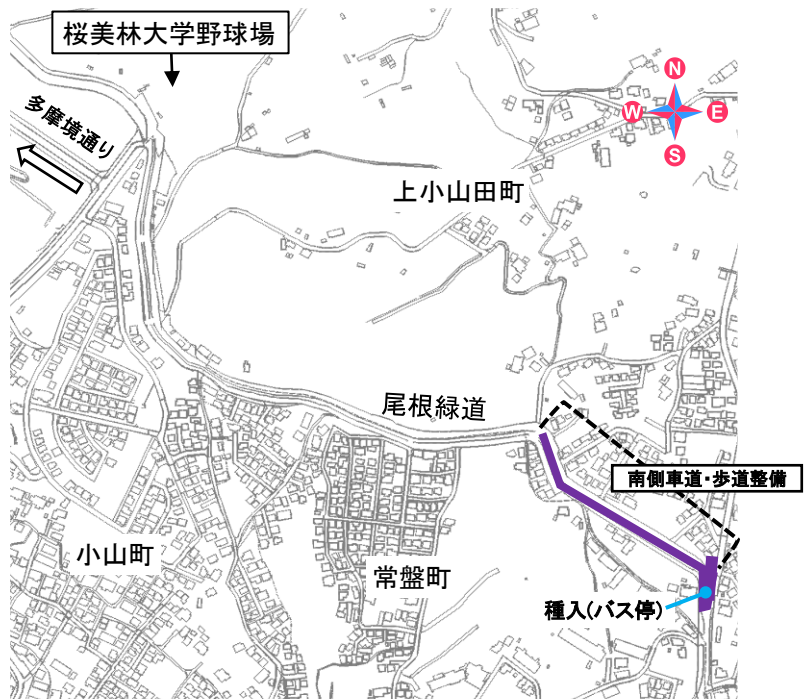 桜美林大学野球場
多摩境通り
N
W
E
S
上小山田町
尾根緑道
南側車道・歩道整備
小山町
常盤町
種入(バス停)